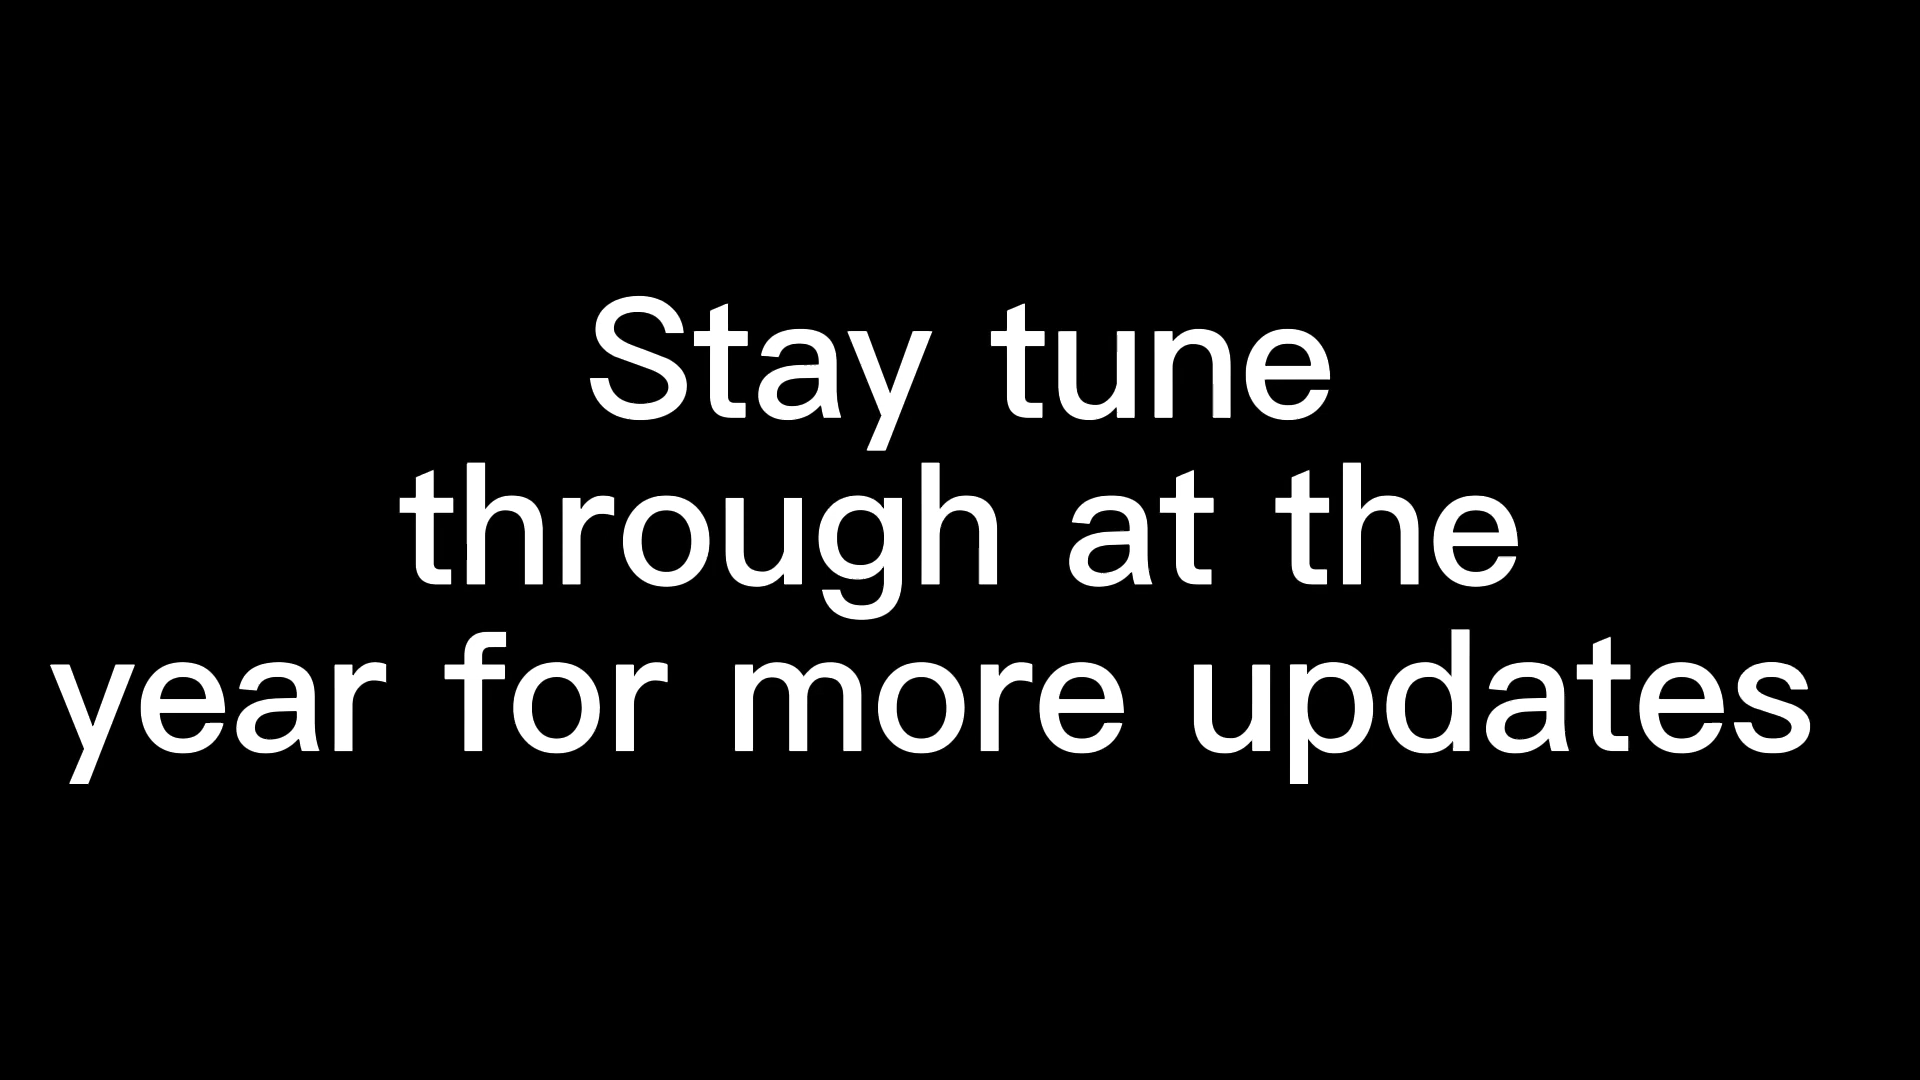 Stay tune
through at the
year for more updates